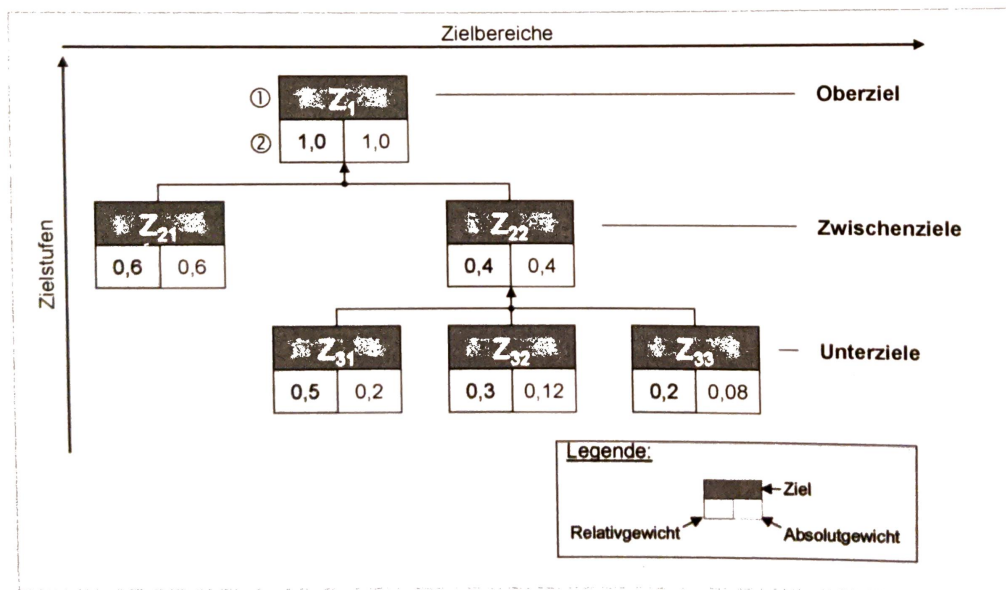 Zielbereiche
Zielstufen
① Z₁ Oberziel
② 1,0 1,0
Z₂₁ Z₂₂ Zwischenziele
0,6 0,6 0,4 0,4
Z₃₁ Z₃₂ Z₃₃ Unterziele
0,5 0,2 0,3 0,12 0,2 0,08
Legende:
Ziel
Relativgewicht Absolutgewicht